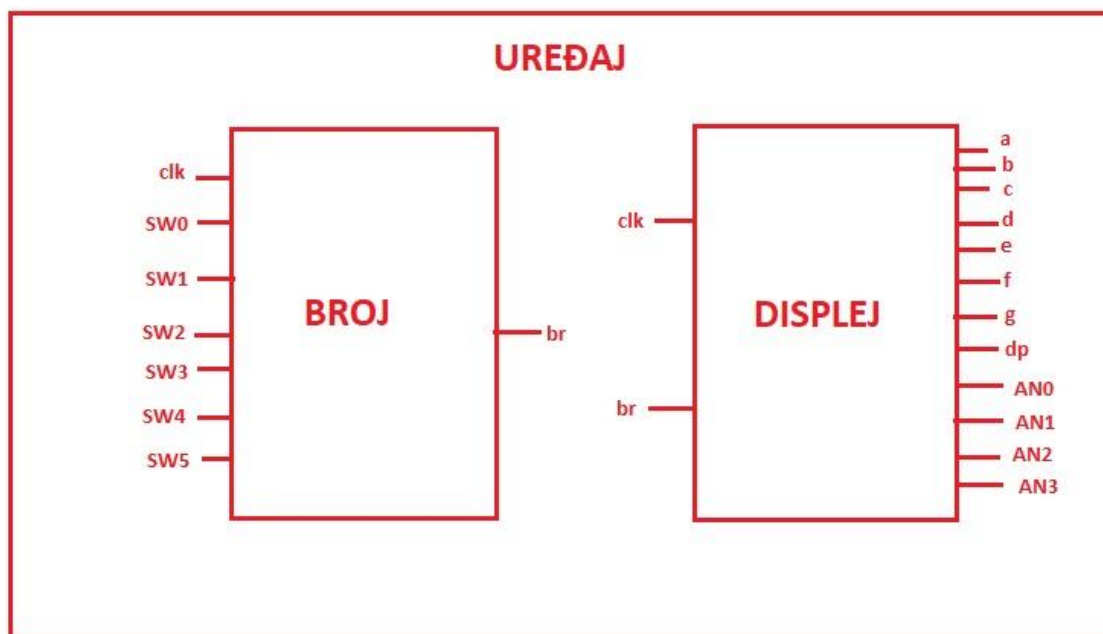 UREĐAJ
clk
SW0
SW1
SW2
SW3
SW4
SW5
BROJ
br
clk
br
DISPLEJ
a
b
c
d
e
f
g
dp
AN0
AN1
AN2
AN3